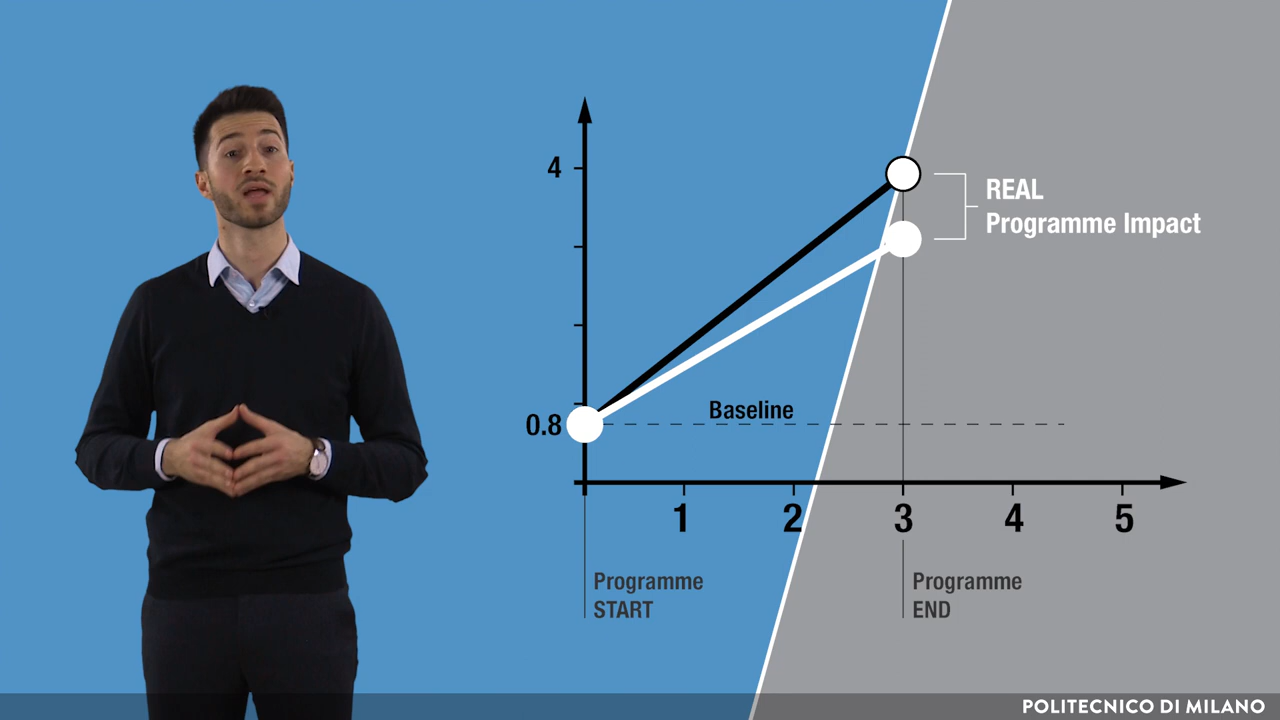 4
REAL
Programme Impact
0.8
Baseline
1 2 3 4 5
Programme
START
Programme
END
POLITECNICO DI MILANO